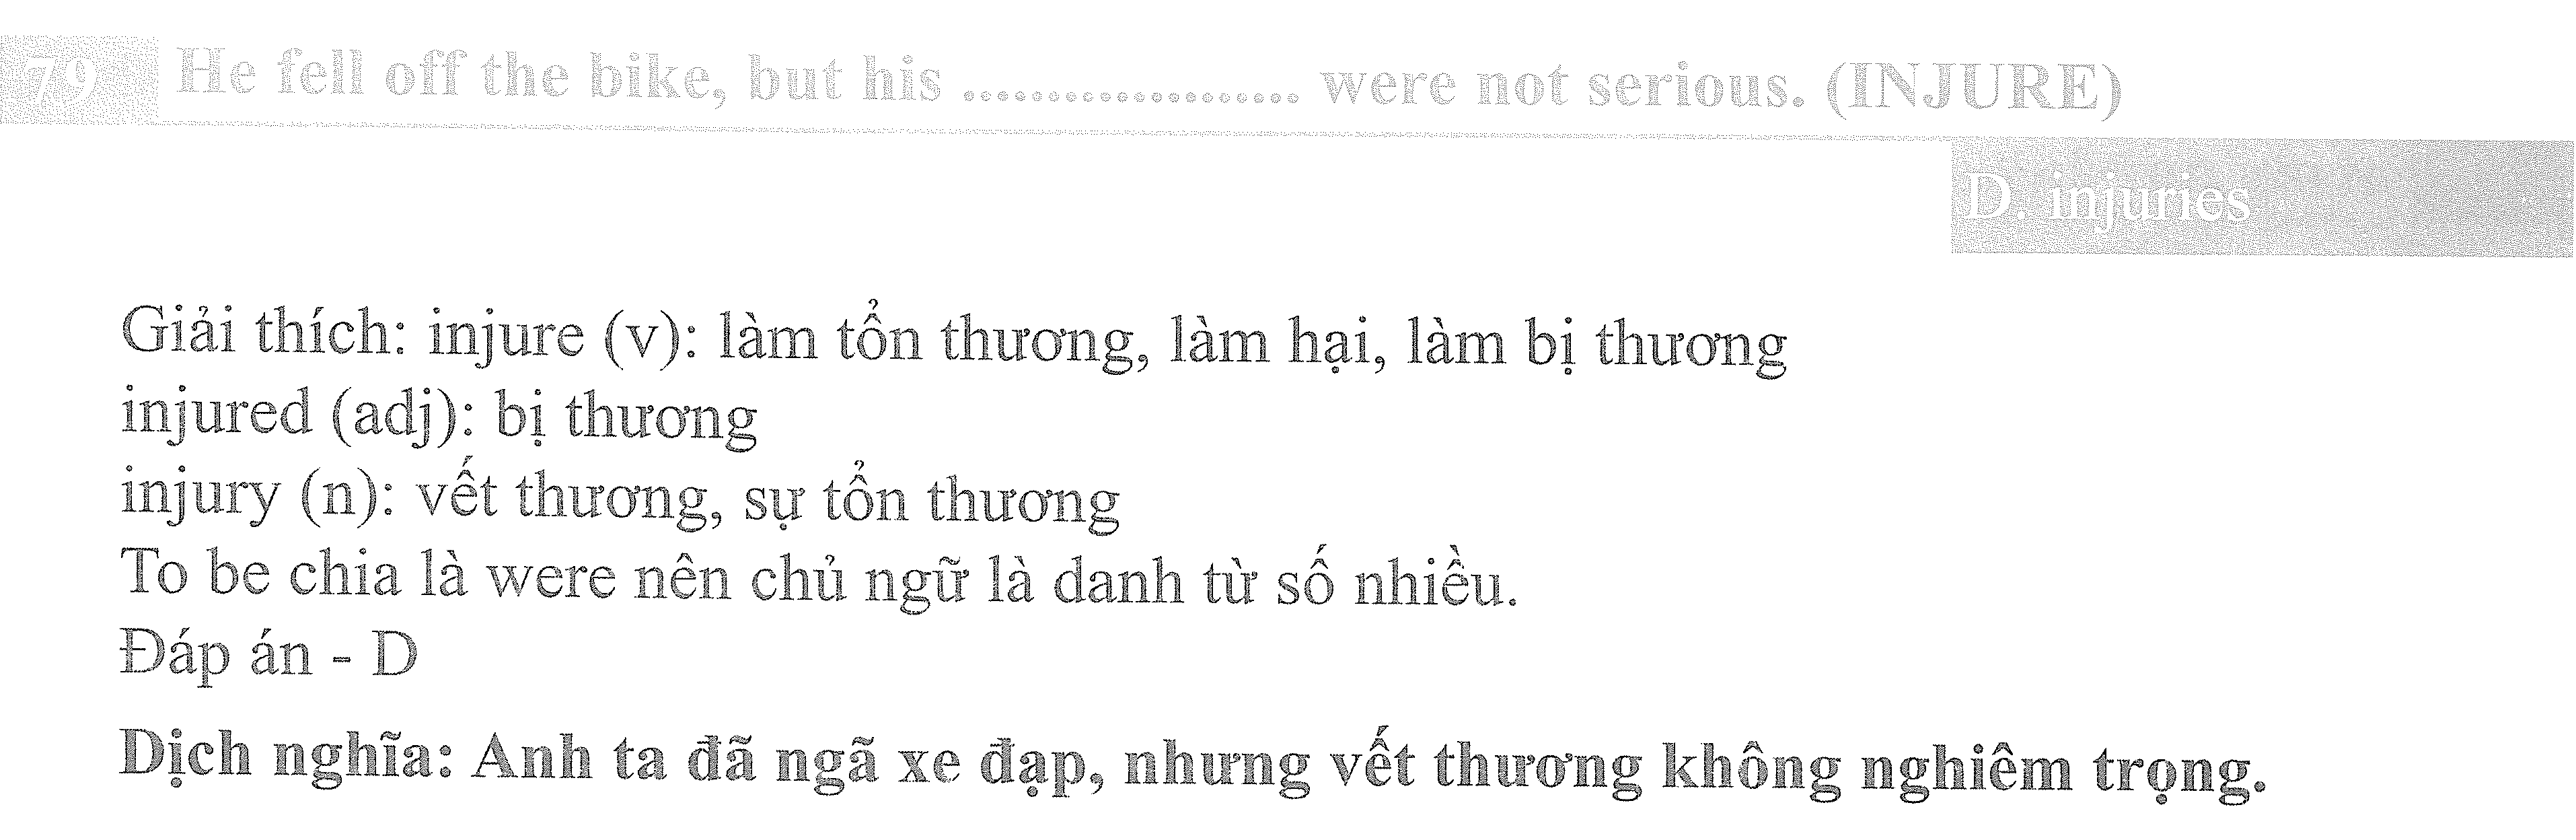 79 He fell off the bike, but his ..................... were not serious. (INJURE)
D. injuries
Giải thích: injure (v): làm tổn thương, làm hại, làm bị thương
injured (adj): bị thương
injury (n): vết thương, sự tổn thương
To be chia là were nên chủ ngữ là danh từ số nhiều.
Đáp án - D
Dịch nghĩa: Anh ta đã ngã xe đạp, nhưng vết thương không nghiêm trọng.